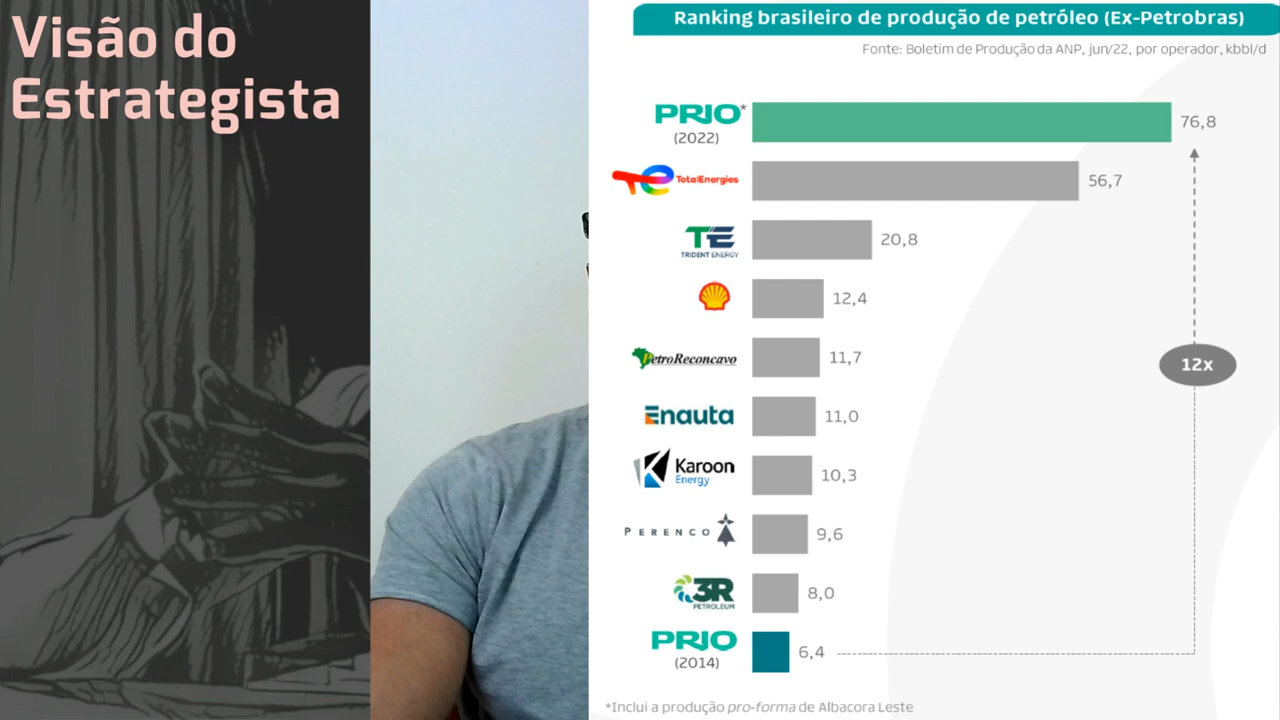 Visão do
Estrategista
Ranking brasileiro de produção de petróleo (Ex-Petrobras)
Fonte: Boletim de Produção da ANP, jun/22, por operador, kbbl/d
PRIO* 76,8
(2022)
TotalEnergies 56,7
TE 20,8
TRIDENT ENERGY
12,4
PetroReconcavo 11,7
Enauta 11,0
Karoon 10,3
Energy
PERENCO 9,6
3R 8,0
PETROLEUM
PRIO 6,4
(2014)
12x
*Inclui a produção pro-forma de Albacora Leste